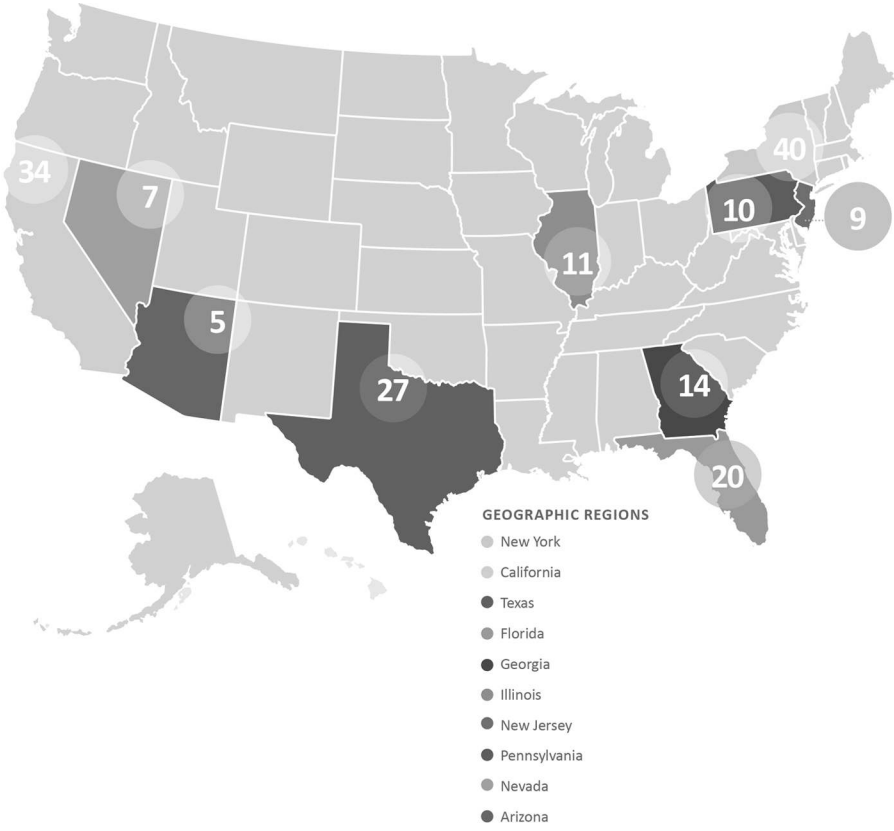 34
7
40
10
9
11
5
27
14
20
GEOGRAPHIC REGIONS
New York
California
Texas
Florida
Georgia
Illinois
New Jersey
Pennsylvania
Nevada
Arizona